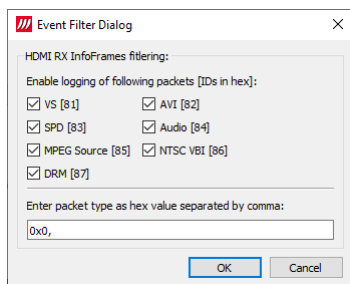 Event Filter Dialog
HDMI RX InfoFrames fitlering:
Enable logging of following packets [IDs in hex]:
VS [81] AVI [82]
SPD [83] Audio [84]
MPEG Source [85] NTSC VBI [86]
DRM [87]
Enter packet type as hex value separated by comma:
0x0,
OK Cancel